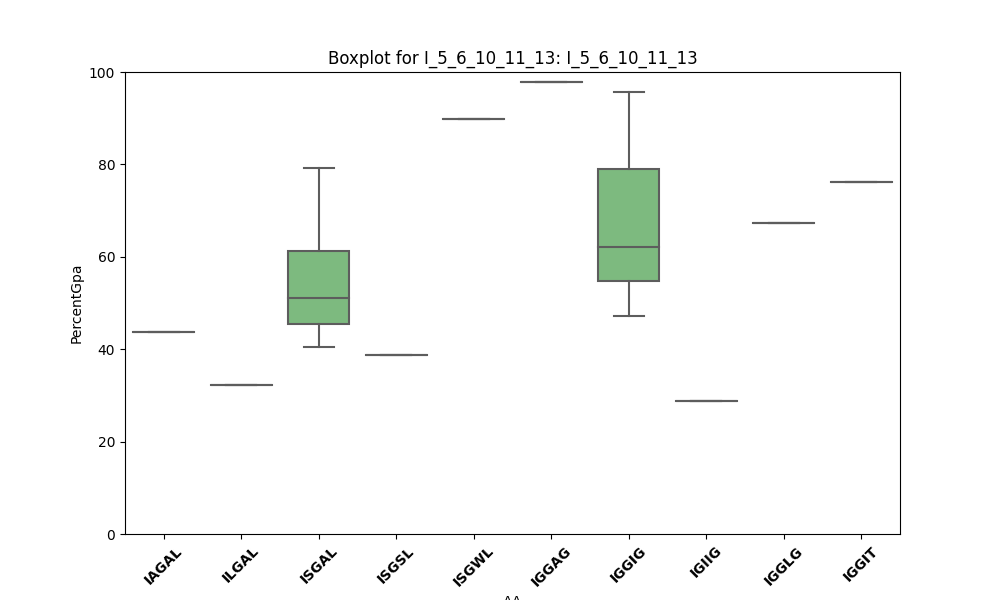 Boxplot for I_5_6_10_11_13: I_5_6_10_11_13
100
80
60
40
20
0
PercentGpa
IAGAL
ILGAL
ISGAL
ISGSL
ISGWL
IGGAG
IGGIG
IGIIG
IGGLG
IGGIT
AA